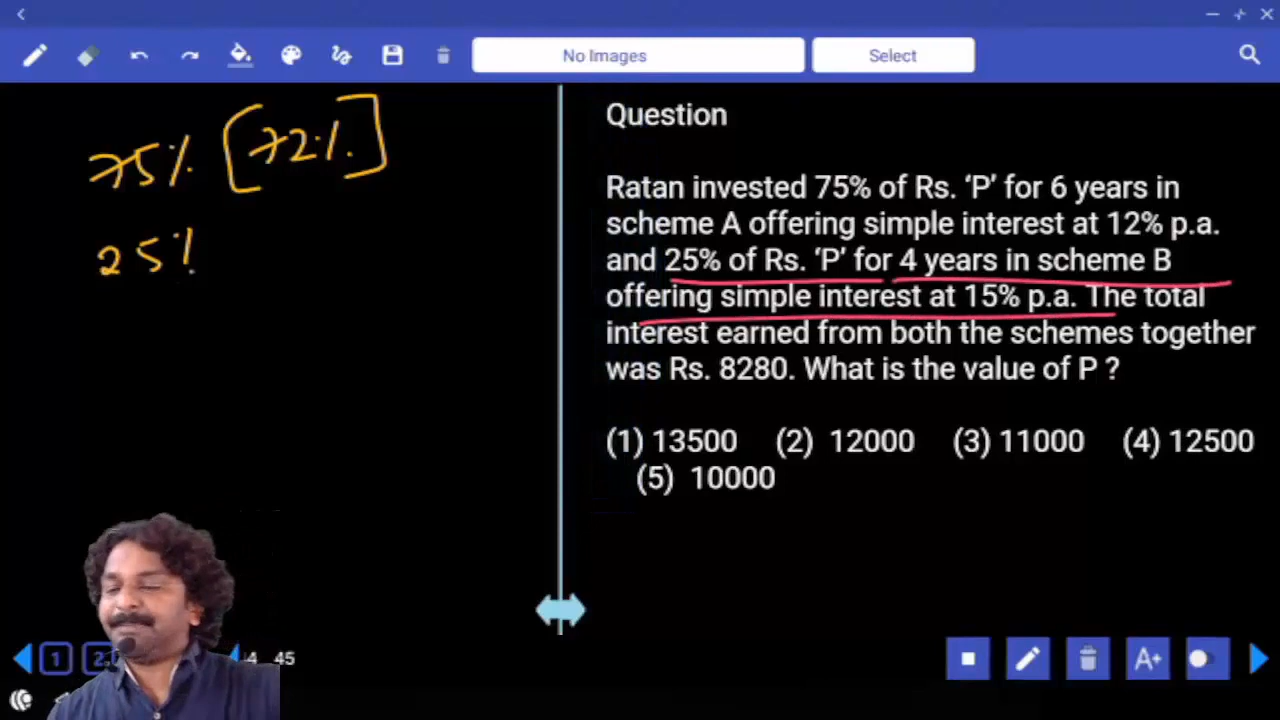 No Images
Select
75% [72%]
25%
Question
Ratan invested 75% of Rs. ‘P’ for 6 years in
scheme A offering simple interest at 12% p.a.
and 25% of Rs. ‘P’ for 4 years in scheme B
offering simple interest at 15% p.a. The total
interest earned from both the schemes together
was Rs. 8280. What is the value of P ?
(1) 13500 (2) 12000 (3) 11000 (4) 12500
(5) 10000
1 2 4 45
A+